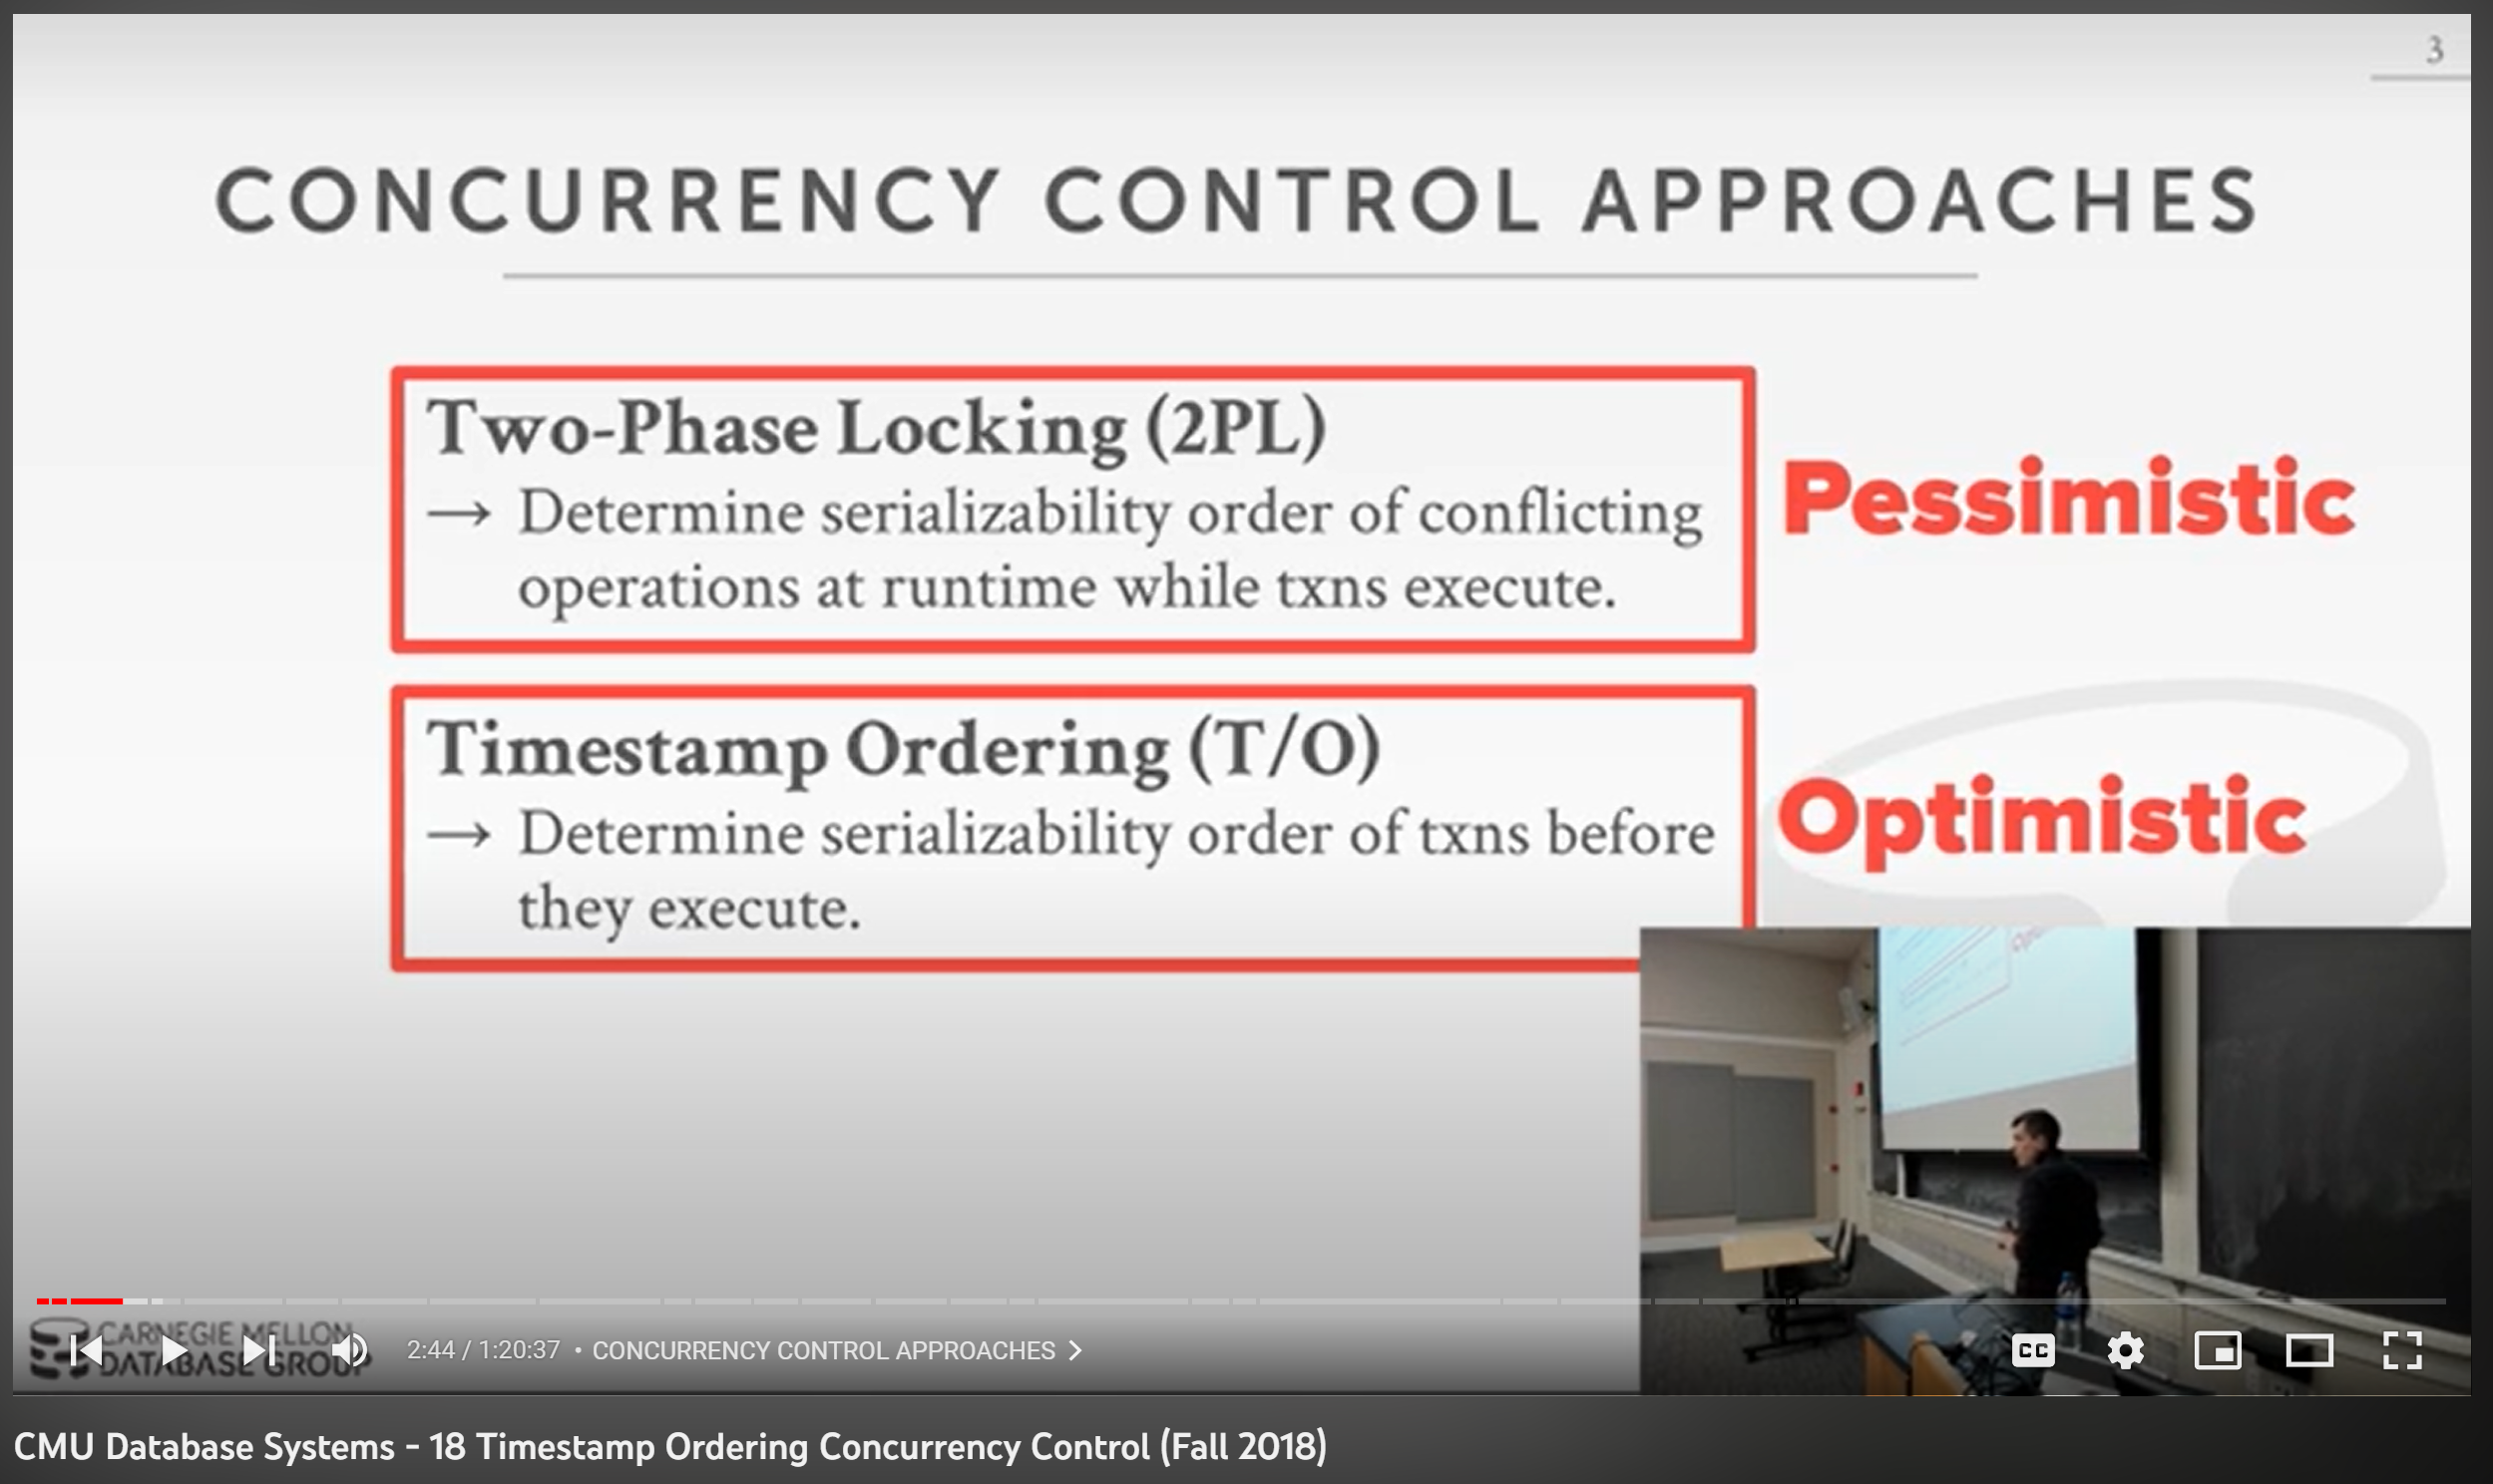 3
CONCURRENCY CONTROL APPROACHES
Two-Phase Locking (2PL)
→ Determine serializability order of conflicting
operations at runtime while txns execute.
Pessimistic
Timestamp Ordering (T/O)
→ Determine serializability order of txns before
they execute.
Optimistic
CARNEGIE MELLON
DATABASE GROUP
2:44 / 1:20:37 • CONCURRENCY CONTROL APPROACHES
CC
CMU Database Systems - 18 Timestamp Ordering Concurrency Control (Fall 2018)